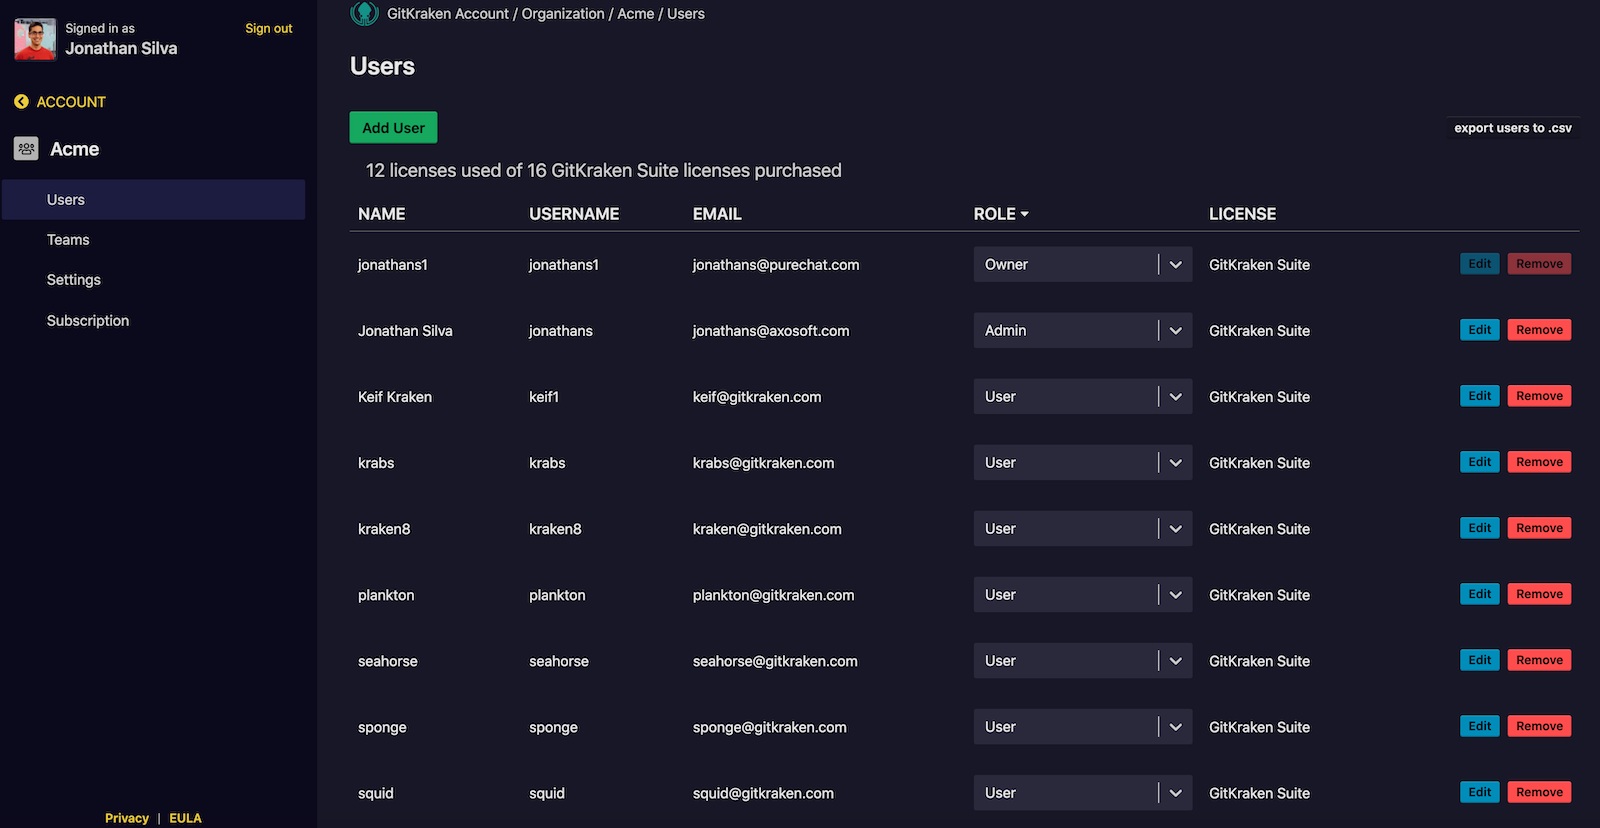 Signed in as
Jonathan Silva
Sign out
ACCOUNT
Acme
Users
Teams
Settings
Subscription
Privacy | EULA
GitKraken Account / Organization / Acme / Users
Users
Add User
export users to .csv
12 licenses used of 16 GitKraken Suite licenses purchased
NAME USERNAME EMAIL ROLE LICENSE
jonathans1 jonathans1 jonathans@purechat.com Owner GitKraken Suite Edit Remove
Jonathan Silva jonathans jonathans@axosoft.com Admin GitKraken Suite Edit Remove
Keif Kraken keif1 keif@gitkraken.com User GitKraken Suite Edit Remove
krabs krabs krabs@gitkraken.com User GitKraken Suite Edit Remove
kraken8 kraken8 kraken@gitkraken.com User GitKraken Suite Edit Remove
plankton plankton plankton@gitkraken.com User GitKraken Suite Edit Remove
seahorse seahorse seahorse@gitkraken.com User GitKraken Suite Edit Remove
sponge sponge sponge@gitkraken.com User GitKraken Suite Edit Remove
squid squid squid@gitkraken.com User GitKraken Suite Edit Remove